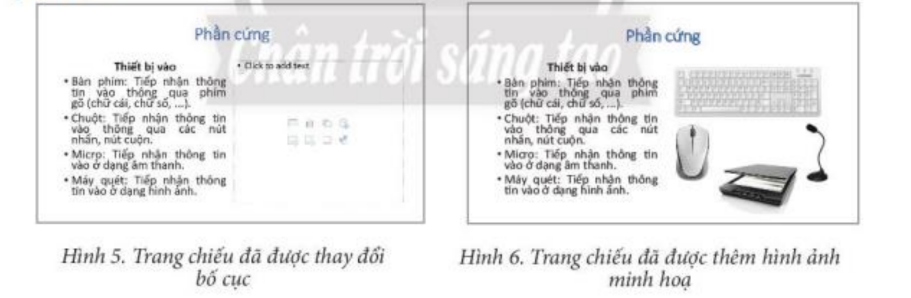 Phần cứng
Thiết bị vào
• Bàn phím: Tiếp nhận thông
tin vào thông qua phím
gõ (chữ cái, chữ số, ...).
• Chuột: Tiếp nhận thông tin
vào thông qua các nút
nhấn, nút cuộn.
• Micro: Tiếp nhận thông tin
vào ở dạng âm thanh.
• Máy quét: Tiếp nhận thông
tin vào ở dạng hình ảnh.
• Click to add text
Hình 5. Trang chiếu đã được thay đổi
bố cục
Phần cứng
Thiết bị vào
• Bàn phím: Tiếp nhận thông
tin vào thông qua phím
gõ (chữ cái, chữ số, ...).
• Chuột: Tiếp nhận thông tin
vào thông qua các nút
nhấn, nút cuộn.
• Micro: Tiếp nhận thông tin
vào ở dạng âm thanh.
• Máy quét: Tiếp nhận thông
tin vào ở dạng hình ảnh.
Hình 6. Trang chiếu đã được thêm hình ảnh
minh hoạ
Chân trời sáng tạo